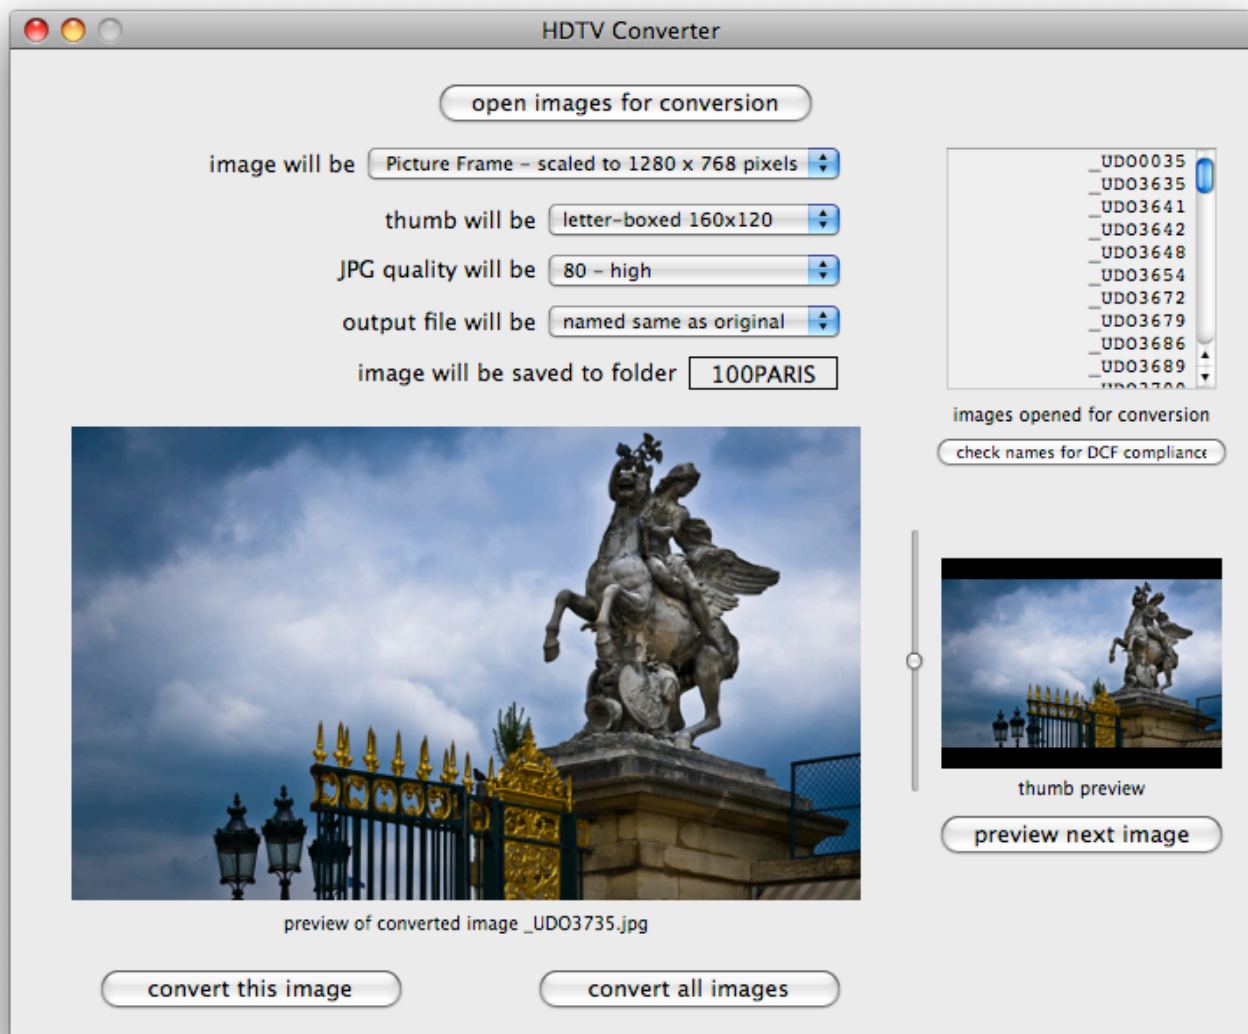 HDTV Converter
open images for conversion
image will be Picture Frame - scaled to 1280 x 768 pixels
thumb will be letter-boxed 160x120
JPG quality will be 80 - high
output file will be named same as original
image will be saved to folder 100PARIS
_UDO0035
_UDO3635
_UDO3641
_UDO3642
_UDO3648
_UDO3654
_UDO3672
_UDO3679
_UDO3686
_UDO3689
images opened for conversion
check names for DCF compliance
thumb preview
preview next image
preview of converted image _UDO3735.jpg
convert this image
convert all images